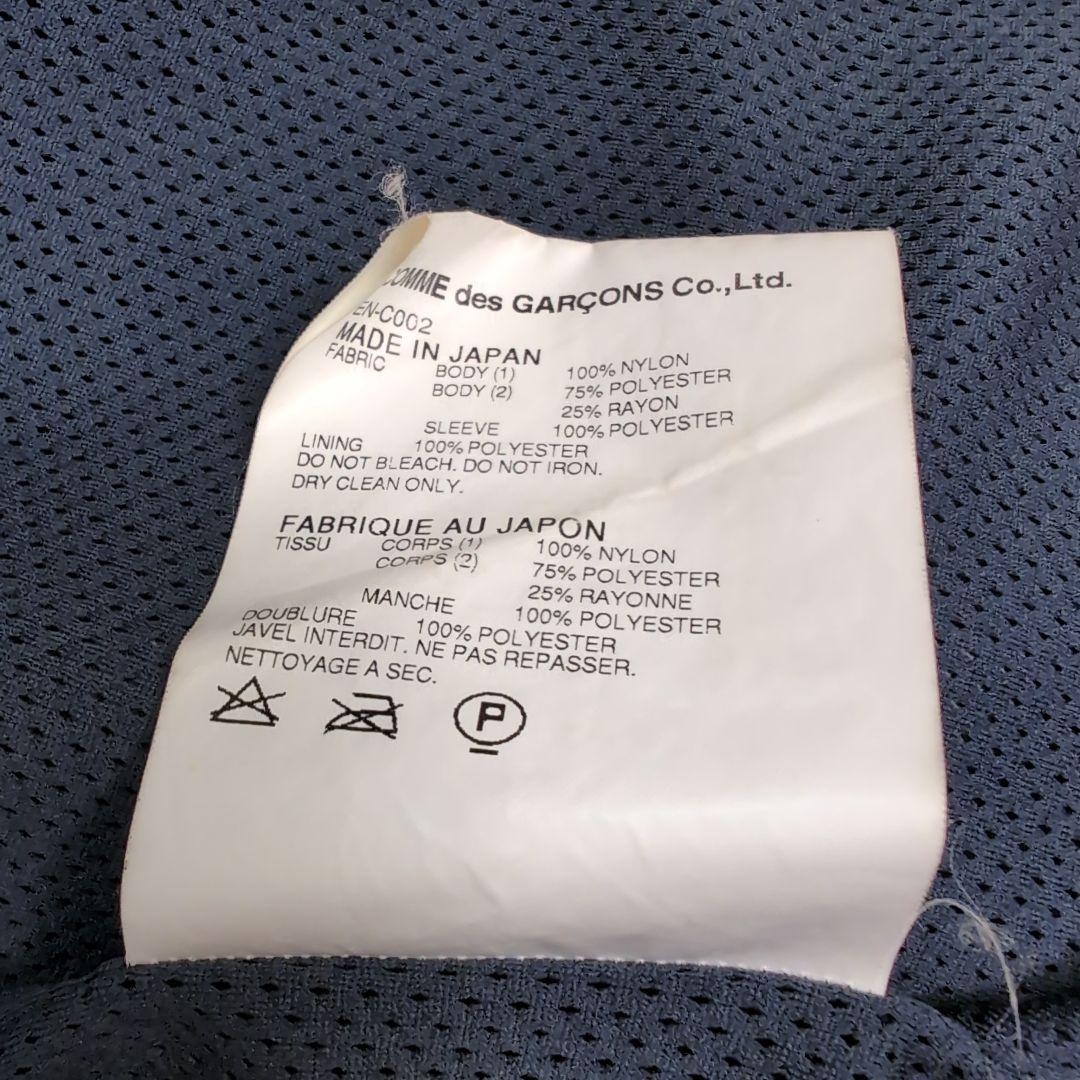 COMME des GARÇONS Co.,Ltd.
EN-C002
MADE IN JAPAN
FABRIC BODY (1) 100% NYLON
BODY (2) 75% POLYESTER
25% RAYON
SLEEVE 100% POLYESTER
LINING 100% POLYESTER
DO NOT BLEACH. DO NOT IRON.
DRY CLEAN ONLY.
FABRIQUE AU JAPON
TISSU CORPS (1) 100% NYLON
CORPS (2) 75% POLYESTER
25% RAYONNE
MANCHE 100% POLYESTER
DOUBLURE 100% POLYESTER
JAVEL INTERDIT. NE PAS REPASSER.
NETTOYAGE A SEC.
P